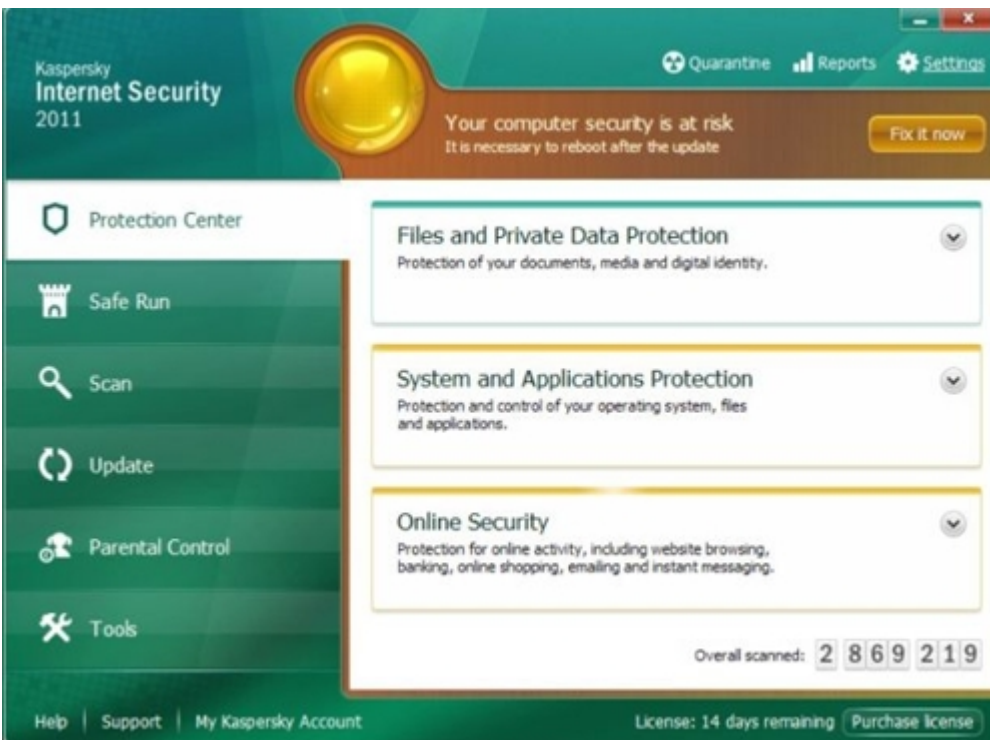 Kaspersky
Internet Security
2011
Quarantine
Reports
Settings
Your computer security is at risk
It is necessary to reboot after the update
Fix it now
Protection Center
Safe Run
Scan
Update
Parental Control
Tools
Files and Private Data Protection
Protection of your documents, media and digital identity.
System and Applications Protection
Protection and control of your operating system, files
and applications.
Online Security
Protection for online activity, including website browsing,
banking, online shopping, emailing and instant messaging.
Overall scanned: 2 869 219
Help | Support | My Kaspersky Account
License: 14 days remaining
Purchase license